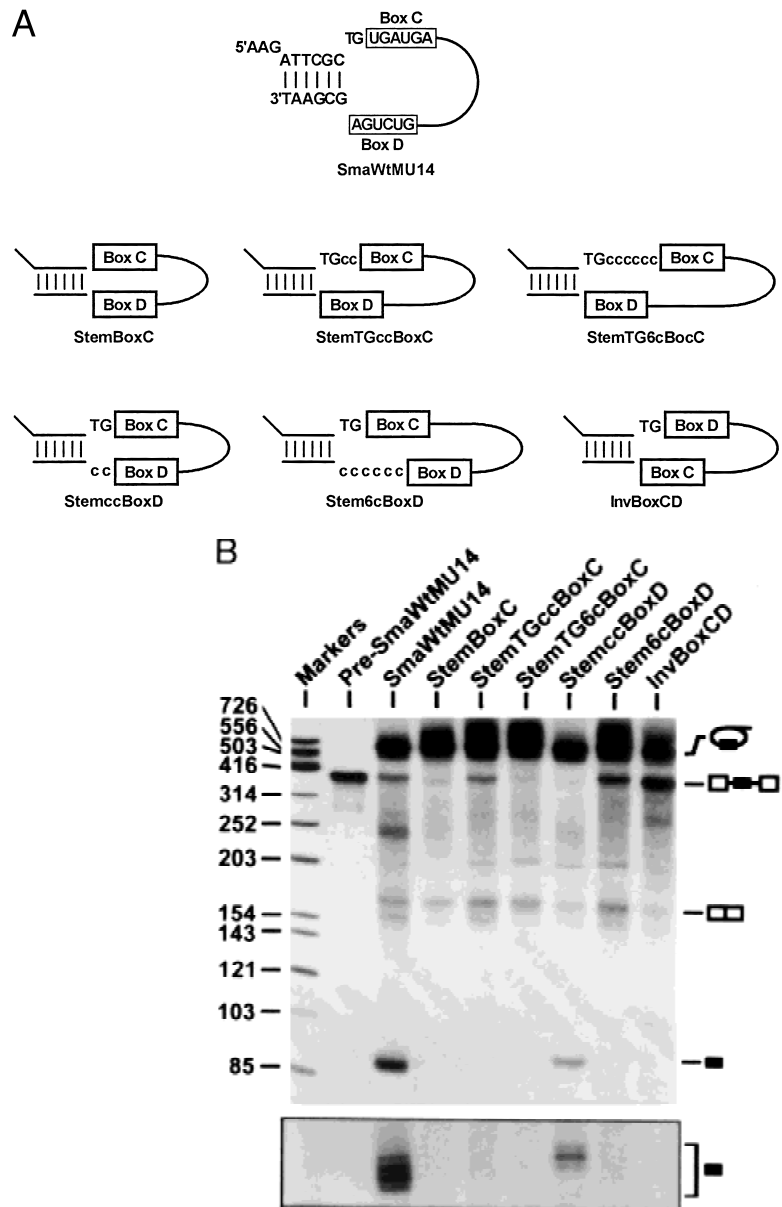 A
Box C
TG UGAUGA
5'AAG
ATTCGC
3'TAAGCG
AGUCUG
Box D
SmaWtMU14
Box C
Box D
StemBoxC
TGcc Box C
Box D
StemTGccBoxC
TGcccccc Box C
Box D
StemTG6cBocC
TG Box C
cc Box D
StemccBoxD
TG Box C
cccccc Box D
Stem6cBoxD
TG Box D
Box C
InvBoxCD
B
Markers
Pre-SmaWtMU14
SmaWtMU14
StemBoxC
StemTGccBoxC
StemTG6cBoxC
StemccBoxD
Stem6cBoxD
InvBoxCD
726
556
503
416
314
252
203
154
143
121
103
85